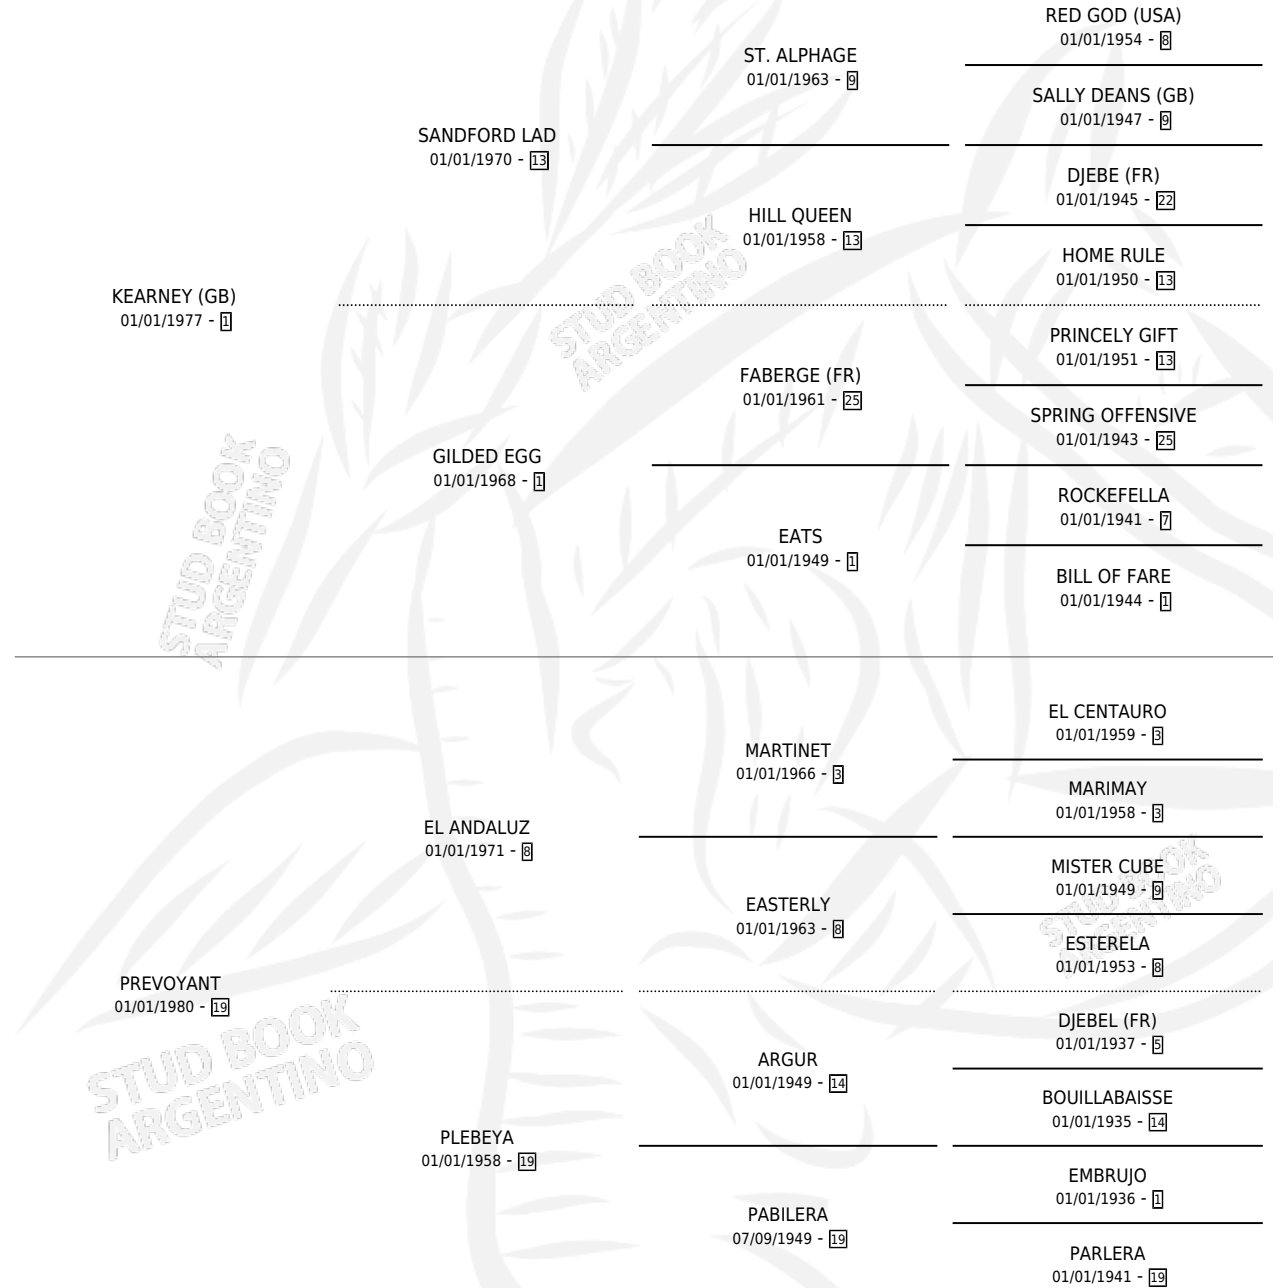 RED GOD (USA)
01/01/1954 - 8
ST. ALPHAGE
01/01/1963 - 9
SALLY DEANS (GB)
01/01/1947 - 9
SANDFORD LAD
01/01/1970 - 13
DJEBE (FR)
01/01/1945 - 22
HILL QUEEN
01/01/1958 - 13
HOME RULE
01/01/1950 - 13
KEARNEY (GB)
01/01/1977 - 1
PRINCELY GIFT
01/01/1951 - 13
FABERGE (FR)
01/01/1961 - 25
SPRING OFFENSIVE
01/01/1943 - 25
GILDED EGG
01/01/1968 - 1
ROCKEFELLA
01/01/1941 - 7
EATS
01/01/1949 - 1
BILL OF FARE
01/01/1944 - 1
EL CENTAURO
01/01/1959 - 3
MARTINET
01/01/1966 - 3
MARIMAY
01/01/1958 - 3
EL ANDALUZ
01/01/1971 - 8
MISTER CUBE
01/01/1949 - 9
EASTERLY
01/01/1963 - 8
ESTERELA
01/01/1953 - 8
PREVOYANT
01/01/1980 - 19
DJEBEL (FR)
01/01/1937 - 5
ARGUR
01/01/1949 - 14
BOUILLABAISSE
01/01/1935 - 14
PLEBEYA
01/01/1958 - 19
EMBRUJO
01/01/1936 - 1
PABILERA
07/09/1949 - 19
PARLERA
01/01/1941 - 19
STUD BOOK
ARGENTINO
STUD BOOK
ARGENTINO
STUD BOOK
ARGENTINO
STUD BOOK
ARGENTINO